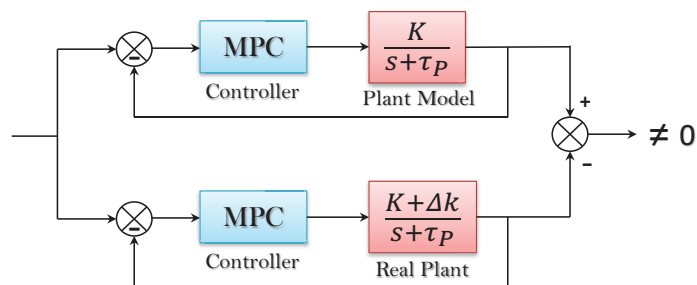 MPC
K
s+τP
Controller
Plant Model
-
+
≠ 0
-
MPC
K+Δk
s+τP
-
Controller
Real Plant